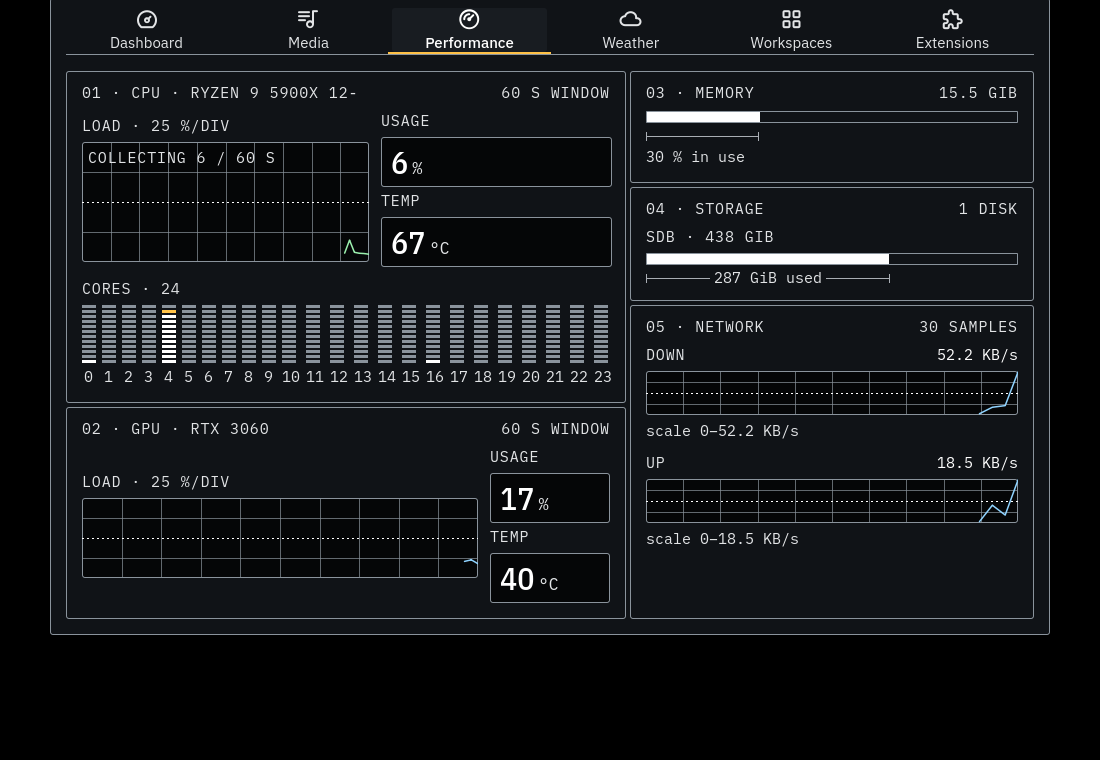 Dashboard Media Performance Weather Workspaces Extensions
01 · CPU · RYZEN 9 5900X 12- 60 S WINDOW
LOAD · 25 %/DIV
COLLECTING 6 / 60 S
USAGE
6 %
TEMP
67 °C
CORES · 24
0 1 2 3 4 5 6 7 8 9 10 11 12 13 14 15 16 17 18 19 20 21 22 23
02 · GPU · RTX 3060 60 S WINDOW
LOAD · 25 %/DIV
USAGE
17 %
TEMP
40 °C
03 · MEMORY 15.5 GIB
30 % in use
04 · STORAGE 1 DISK
SDB · 438 GIB
287 GiB used
05 · NETWORK 30 SAMPLES
DOWN 52.2 KB/s
scale 0–52.2 KB/s
UP 18.5 KB/s
scale 0–18.5 KB/s